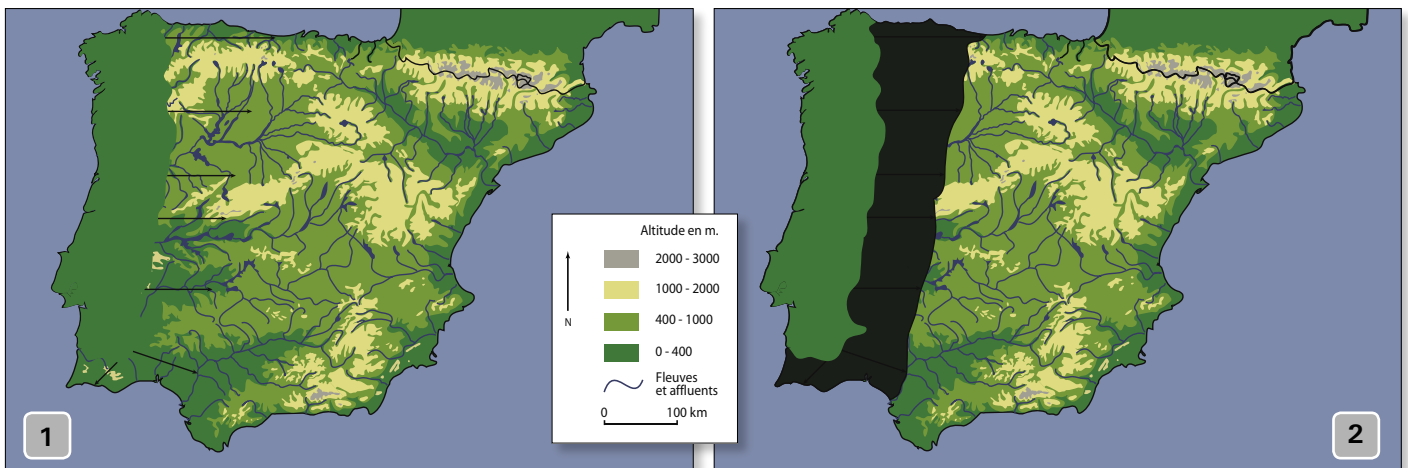 Altitude en m.
2000 - 3000
1000 - 2000
400 - 1000
0 - 400
Fleuves
et affluents
N
0 100 km
1
2